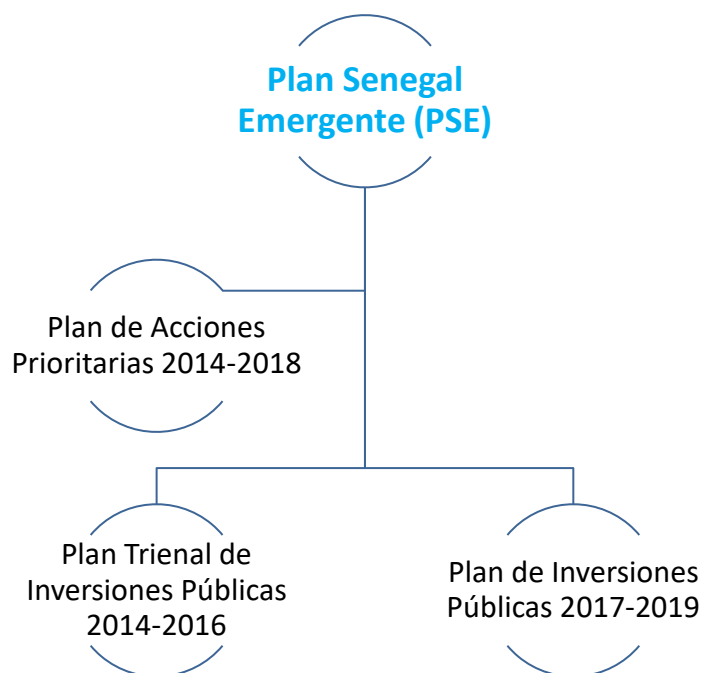 Plan Senegal
Emergente (PSE)
Plan de Acciones
Prioritarias 2014-2018
Plan Trienal de
Inversiones Públicas
2014-2016
Plan de Inversiones
Públicas 2017-2019